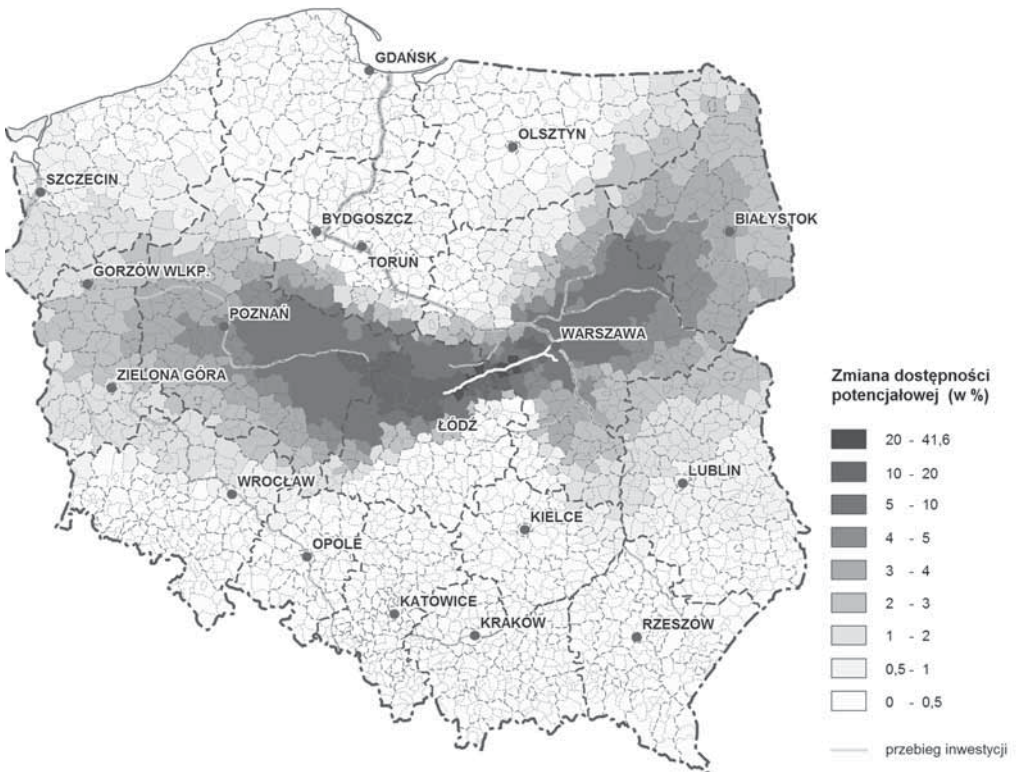 GDAŃSK
OLSZTYN
SZCZECIN
BYDGOSZCZ
BIAŁYSTOK
TORUŃ
GORZÓW WLKP.
POZNAŃ
WARSZAWA
ZIELONA GÓRA
ŁÓDŹ
LUBLIN
WROCŁAW
KIELCE
OPOLE
KATOWICE
KRAKÓW
RZESZÓW
Zmiana dostępności
potencjałowej (w %)
20 - 41,6
10 - 20
5 - 10
4 - 5
3 - 4
2 - 3
1 - 2
0,5 - 1
0 - 0,5
przebieg inwestycji